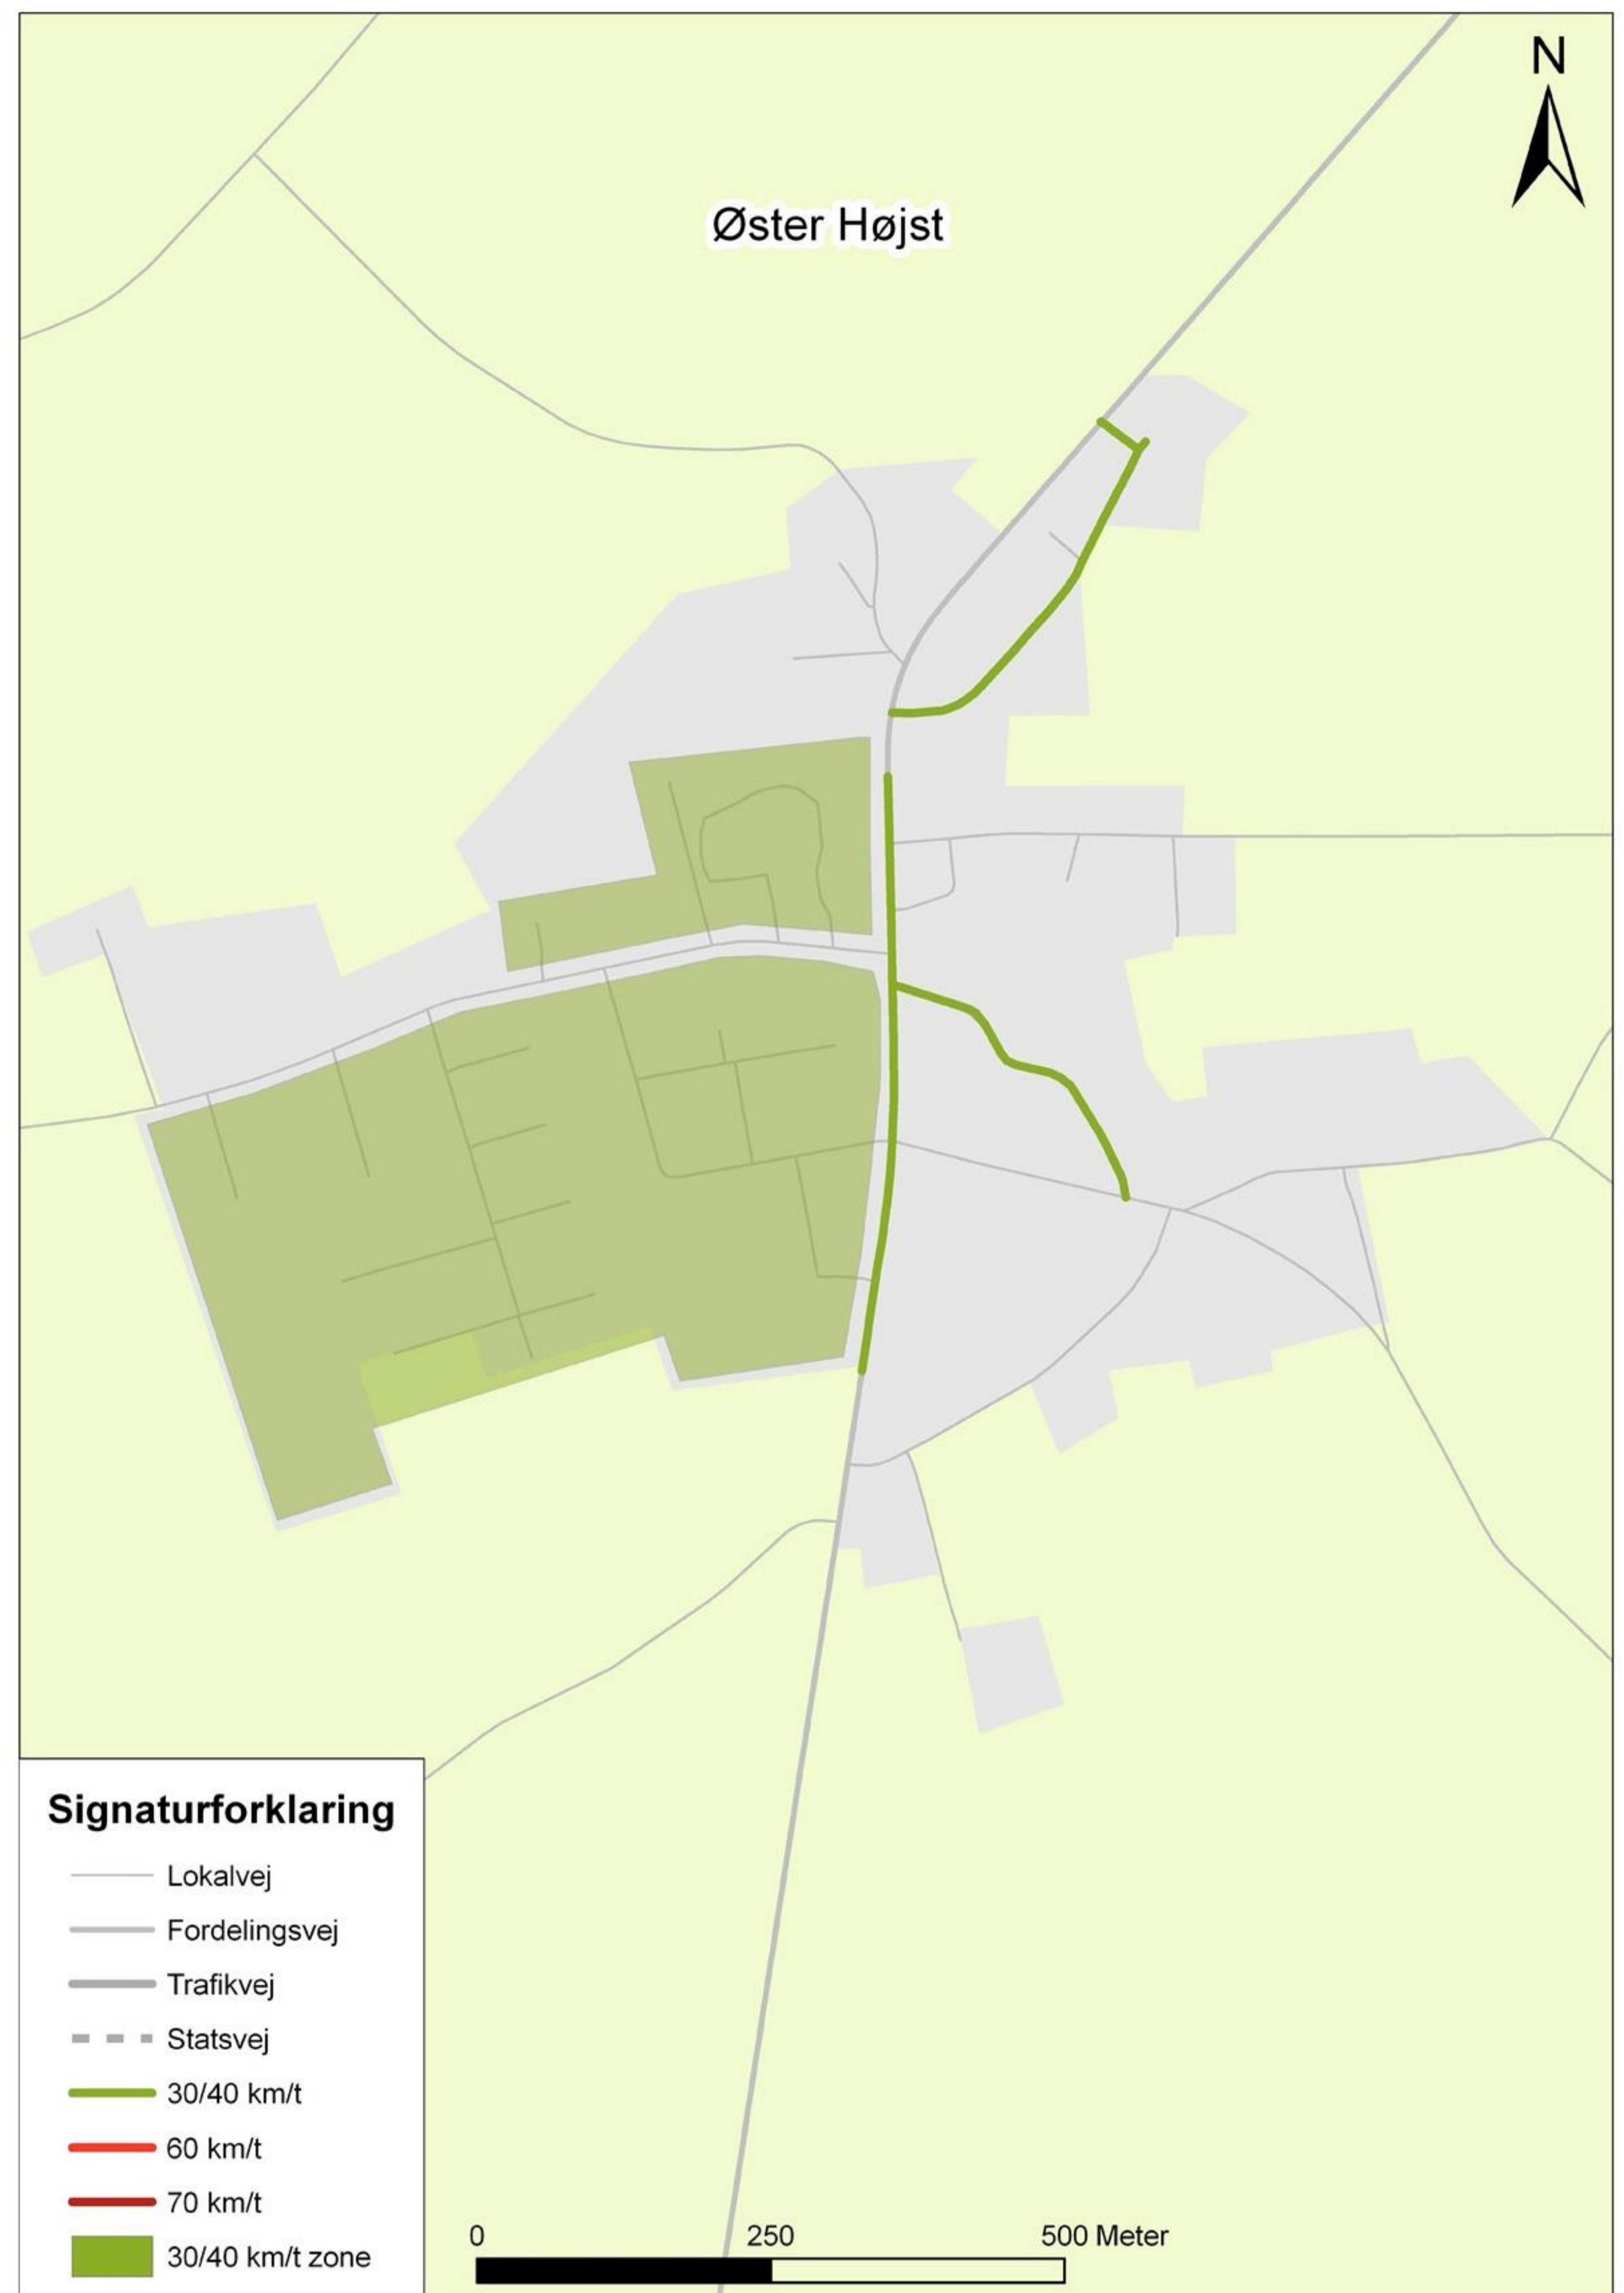 N
Øster Højst
Signaturforklaring
Lokalvej
Fordelingsvej
Trafikvej
Statsvej
30/40 km/t
60 km/t
70 km/t
30/40 km/t zone
0 250 500 Meter